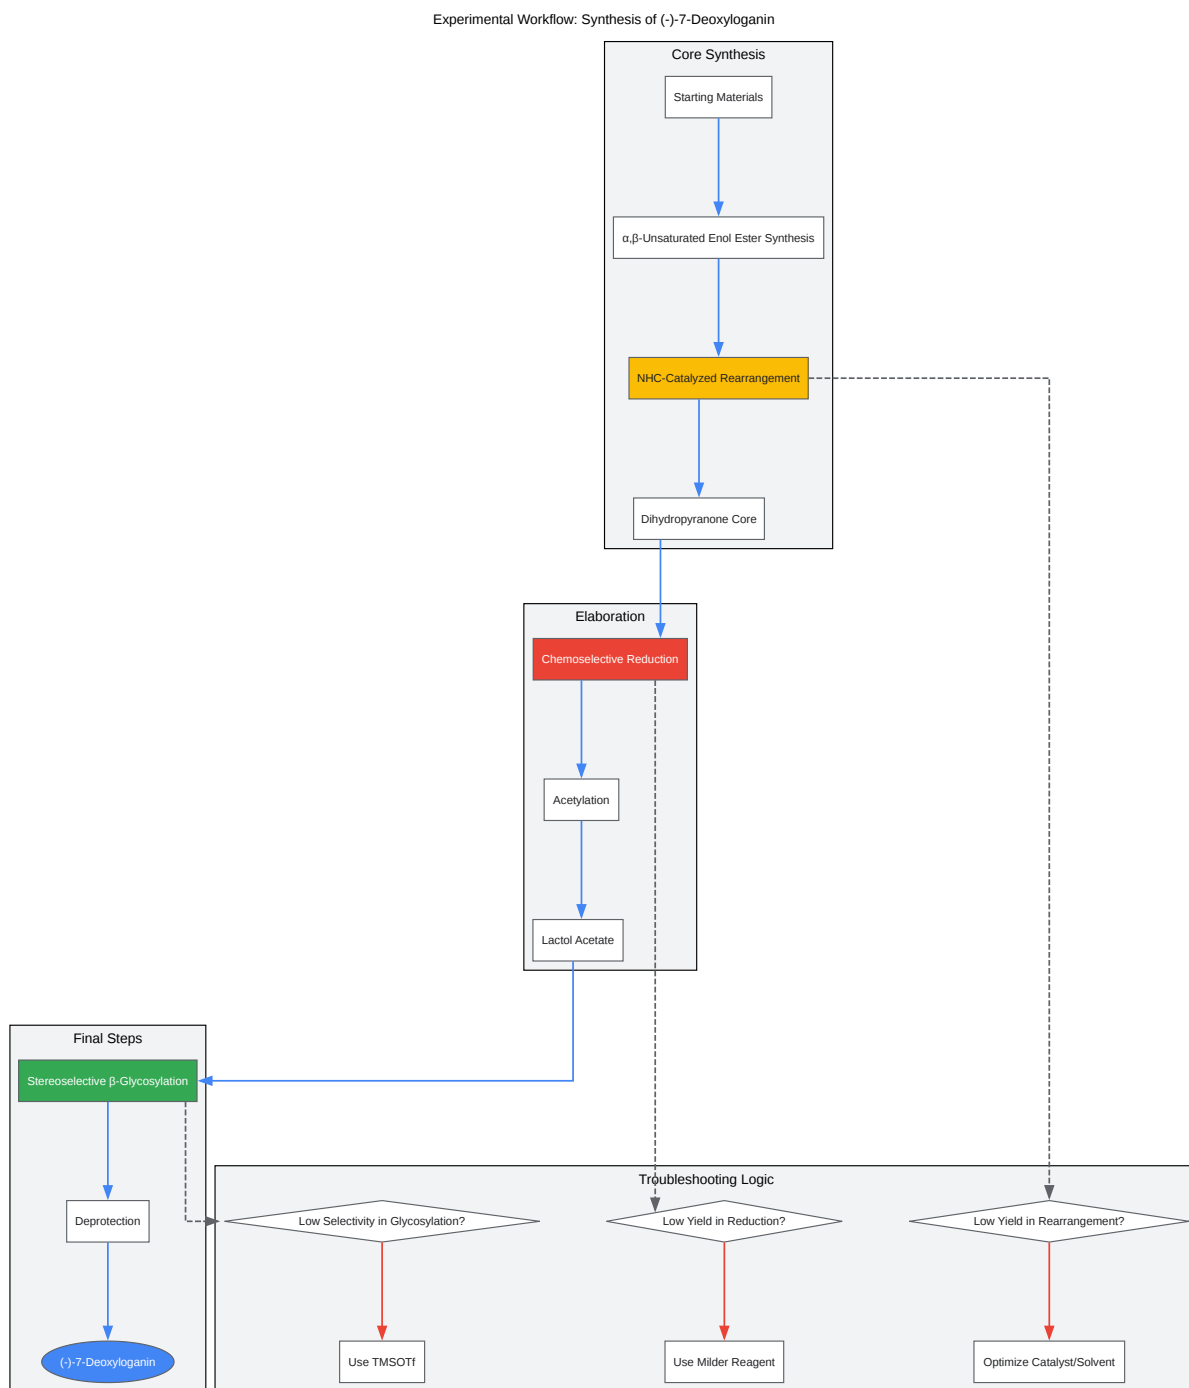 Experimental Workflow: Synthesis of (-)-7-Deoxyloganin
Core Synthesis
Starting Materials
α,β-Unsaturated Enol Ester Synthesis
NHC-Catalyzed Rearrangement
Dihydropyranone Core
Elaboration
Chemoselective Reduction
Acetylation
Lactol Acetate
Final Steps
Stereoselective β-Glycosylation
Deprotection
(-)-7-Deoxyloganin
Troubleshooting Logic
Low Selectivity in Glycosylation?
Low Yield in Reduction?
Low Yield in Rearrangement?
Use TMSOTf
Use Milder Reagent
Optimize Catalyst/Solvent